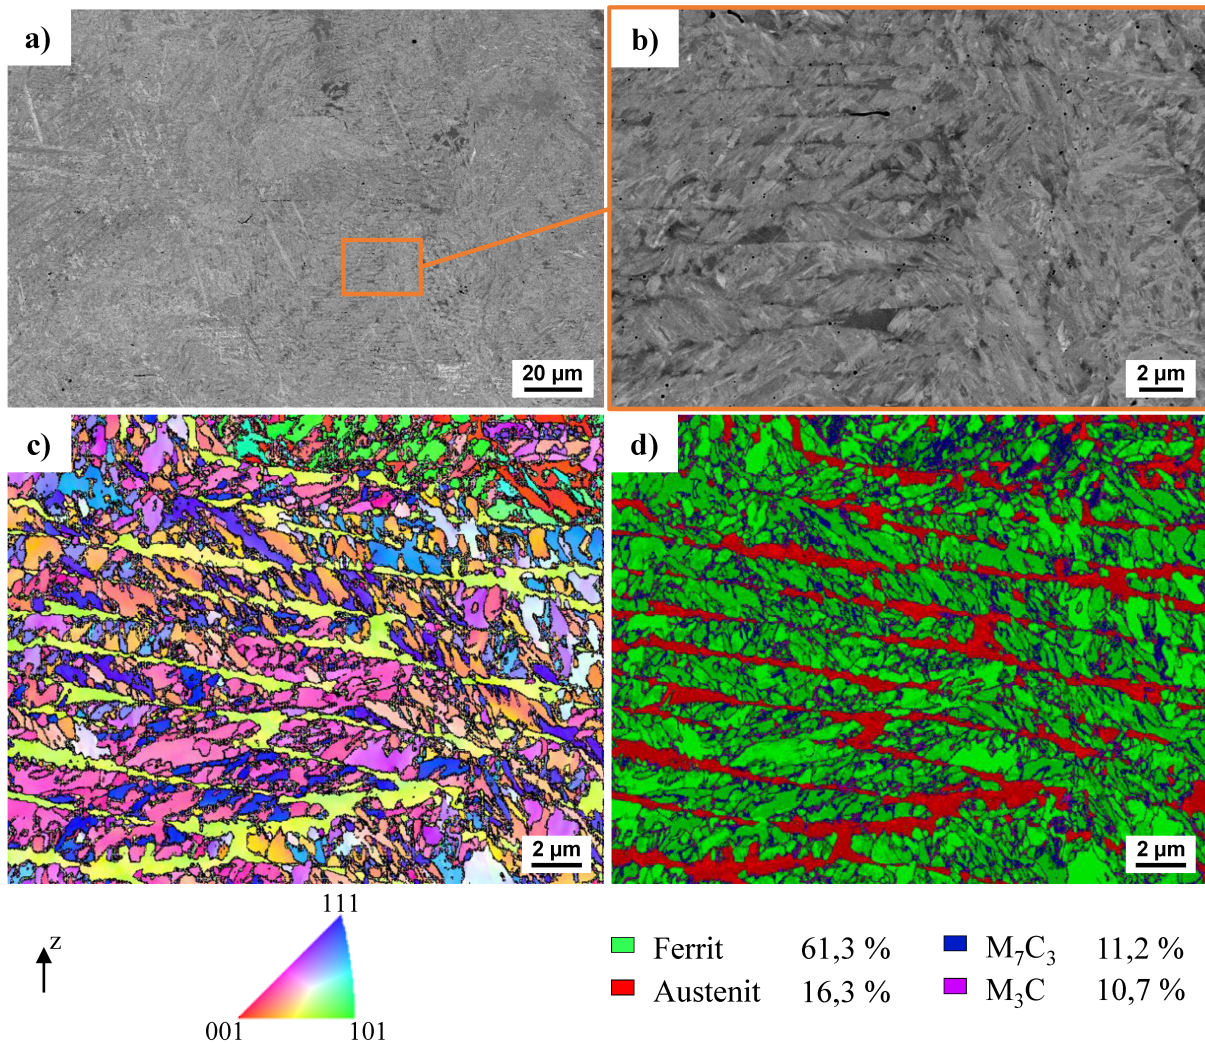 a)
b)
20 µm
2 µm
c)
d)
2 µm
2 µm
z
111
001
101
Ferrit 61,3 % M₇C₃ 11,2 %
Austenit 16,3 % M₃C 10,7 %